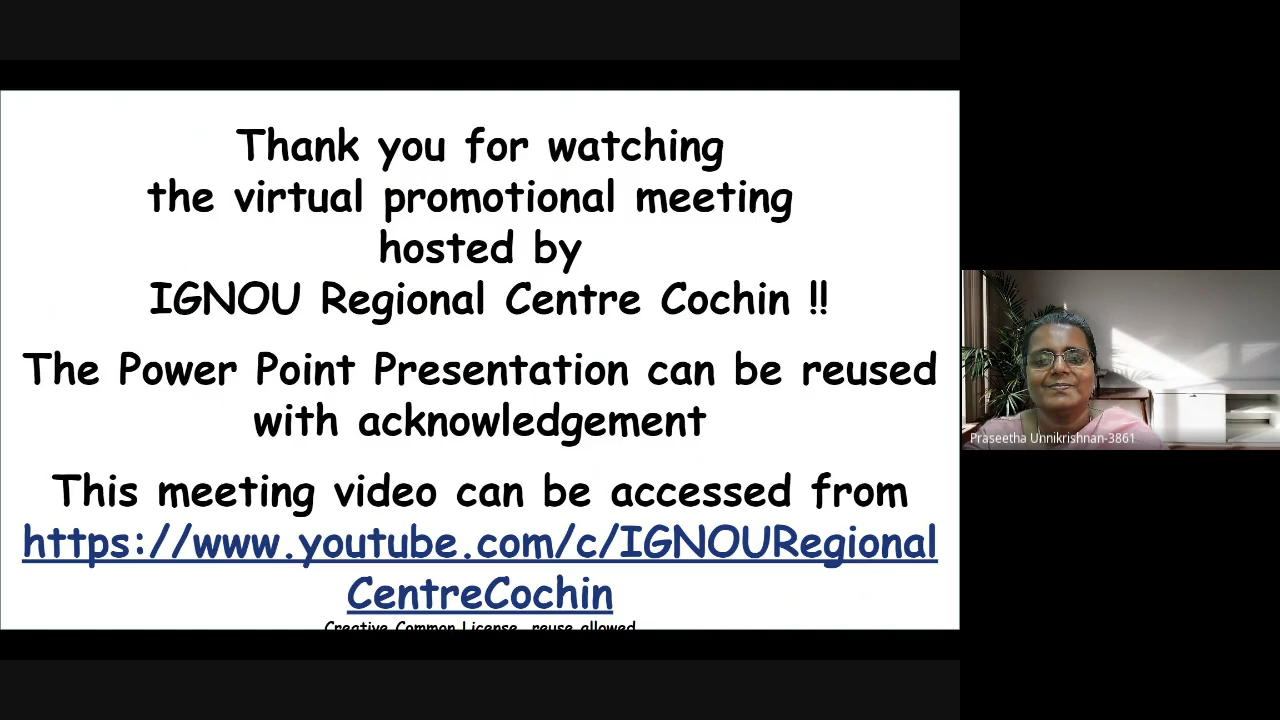 Thank you for watching
the virtual promotional meeting
hosted by
IGNOU Regional Centre Cochin !!
The Power Point Presentation can be reused
with acknowledgement
This meeting video can be accessed from
https://www.youtube.com/c/IGNOURegional
CentreCochin
Creative Common License reuse allowed
Praseetha Unnikrishnan-3861